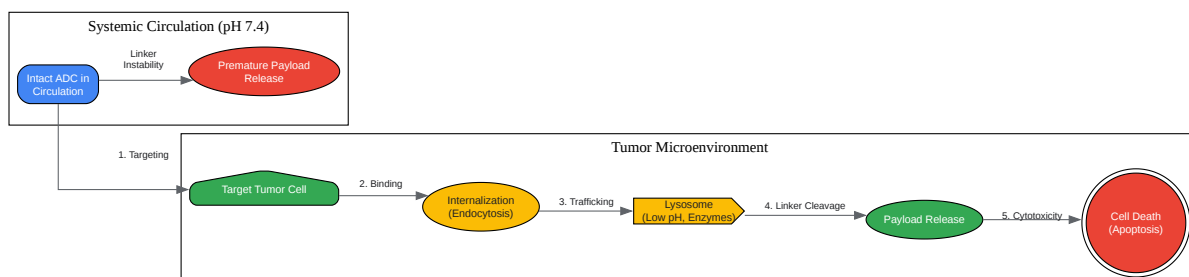 Systemic Circulation (pH 7.4)
Linker
Instability
Intact ADC in
Circulation
Premature Payload
Release
1. Targeting
Tumor Microenvironment
Target Tumor Cell
2. Binding
Internalization
(Endocytosis)
3. Trafficking
Lysosome
(Low pH, Enzymes)
4. Linker Cleavage
Payload Release
5. Cytotoxicity
Cell Death
(Apoptosis)